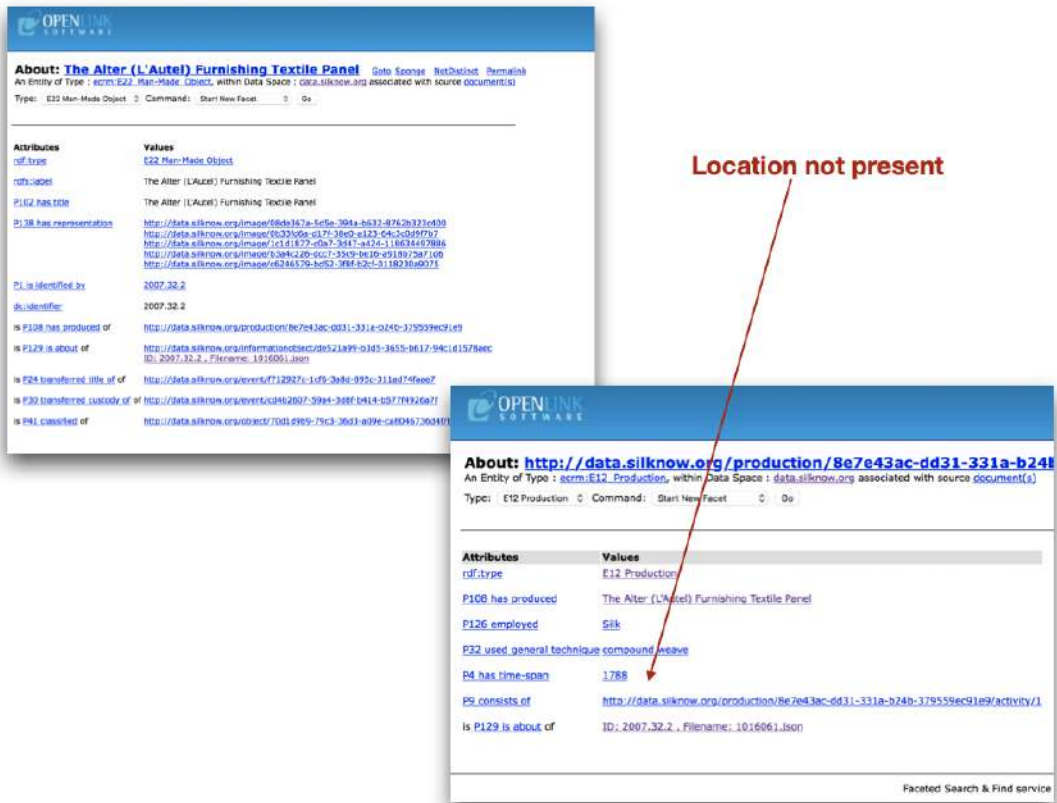 OPENLINK
SOFTWARE
About: The Alter (L'Autel) Furnishing Textile Panel Goto Sponge NotDistinct Permalink
An Entity of Type : ecrm:E22_Man-Made_Object, within Data Space : data.silknow.org associated with source document(s)
Type: E22 Man-Made Object Command: Start New Facet Go
Attributes Values
rdf:type E22 Man-Made Object
rdfs:label The Alter (L'Autel) Furnishing Textile Panel
P102 has title The Alter (L'Autel) Furnishing Textile Panel
P138 has representation
P1 is identified by 2007.32.2
dc:identifier 2007.32.2
is P108 has produced of http://data.silknow.org/production/8e7e43ac-dd31-331a-b24b-379559ec91e9
is P129 is about of
ID: 2007.32.2 , Filename: 1016061.json
is P24 transferred title of of
is P30 transferred custody of of
is P41 classified of
Location not present
OPENLINK
SOFTWARE
About: http://data.silknow.org/production/8e7e43ac-dd31-331a-b24b
An Entity of Type : ecrm:E12_Production, within Data Space : data.silknow.org associated with source document(s)
Type: E12 Production Command: Start New Facet Go
Attributes Values
rdf:type E12 Production
P108 has produced The Alter (L'Autel) Furnishing Textile Panel
P126 employed Silk
P32 used general technique compound weave
P4 has time-span 1788
P9 consists of http://data.silknow.org/production/8e7e43ac-dd31-331a-b24b-379559ec91e9/activity/1
is P129 is about of ID: 2007.32.2 , Filename: 1016061.json
Faceted Search & Find service